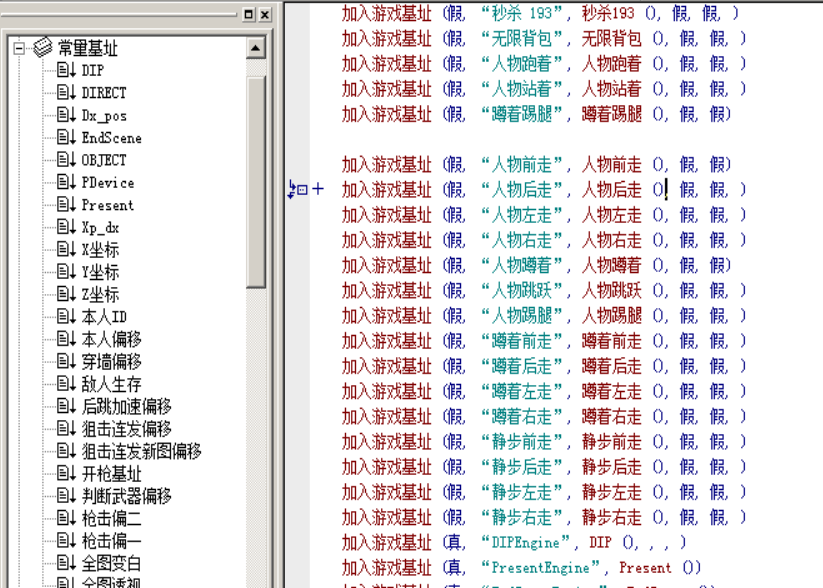 常量基址
DIP
DIRECT
Dx_pos
EndScene
OBJECT
PDevice
Present
Xp_dx
X坐标
Y坐标
Z坐标
本人ID
本人偏移
穿墙偏移
敌人生存
后跳加速偏移
狙击连发偏移
狙击连发新图偏移
开枪基址
判断武器偏移
枪击偏二
枪击偏一
全图变白
全图透视
加入游戏基址 (假, “秒杀 193”, 秒杀193 (), 假, 假, )
加入游戏基址 (假, “无限背包”, 无限背包 (), 假, 假, )
加入游戏基址 (假, “人物跑着”, 人物跑着 (), 假, 假, )
加入游戏基址 (假, “人物站着”, 人物站着 (), 假, 假, )
加入游戏基址 (假, “蹲着踢腿”, 蹲着踢腿 (), 假, 假)
加入游戏基址 (假, “人物前走”, 人物前走 (), 假, 假)
加入游戏基址 (假, “人物后走”, 人物后走 (), 假, 假, )
加入游戏基址 (假, “人物左走”, 人物左走 (), 假, 假, )
加入游戏基址 (假, “人物右走”, 人物右走 (), 假, 假, )
加入游戏基址 (假, “人物蹲着”, 人物蹲着 (), 假, 假)
加入游戏基址 (假, “人物跳跃”, 人物跳跃 (), 假, 假, )
加入游戏基址 (假, “人物踢腿”, 人物踢腿 (), 假, 假, )
加入游戏基址 (假, “蹲着前走”, 蹲着前走 (), 假, 假, )
加入游戏基址 (假, “蹲着后走”, 蹲着后走 (), 假, 假, )
加入游戏基址 (假, “蹲着左走”, 蹲着左走 (), 假, 假, )
加入游戏基址 (假, “蹲着右走”, 蹲着右走 (), 假, 假, )
加入游戏基址 (假, “静步前走”, 静步前走 (), 假, 假, )
加入游戏基址 (假, “静步后走”, 静步后走 (), 假, 假, )
加入游戏基址 (假, “静步左走”, 静步左走 (), 假, 假, )
加入游戏基址 (假, “静步右走”, 静步右走 (), 假, 假, )
加入游戏基址 (真, “DIPEngine”, DIP (), , , )
加入游戏基址 (真, “PresentEngine”, Present ())